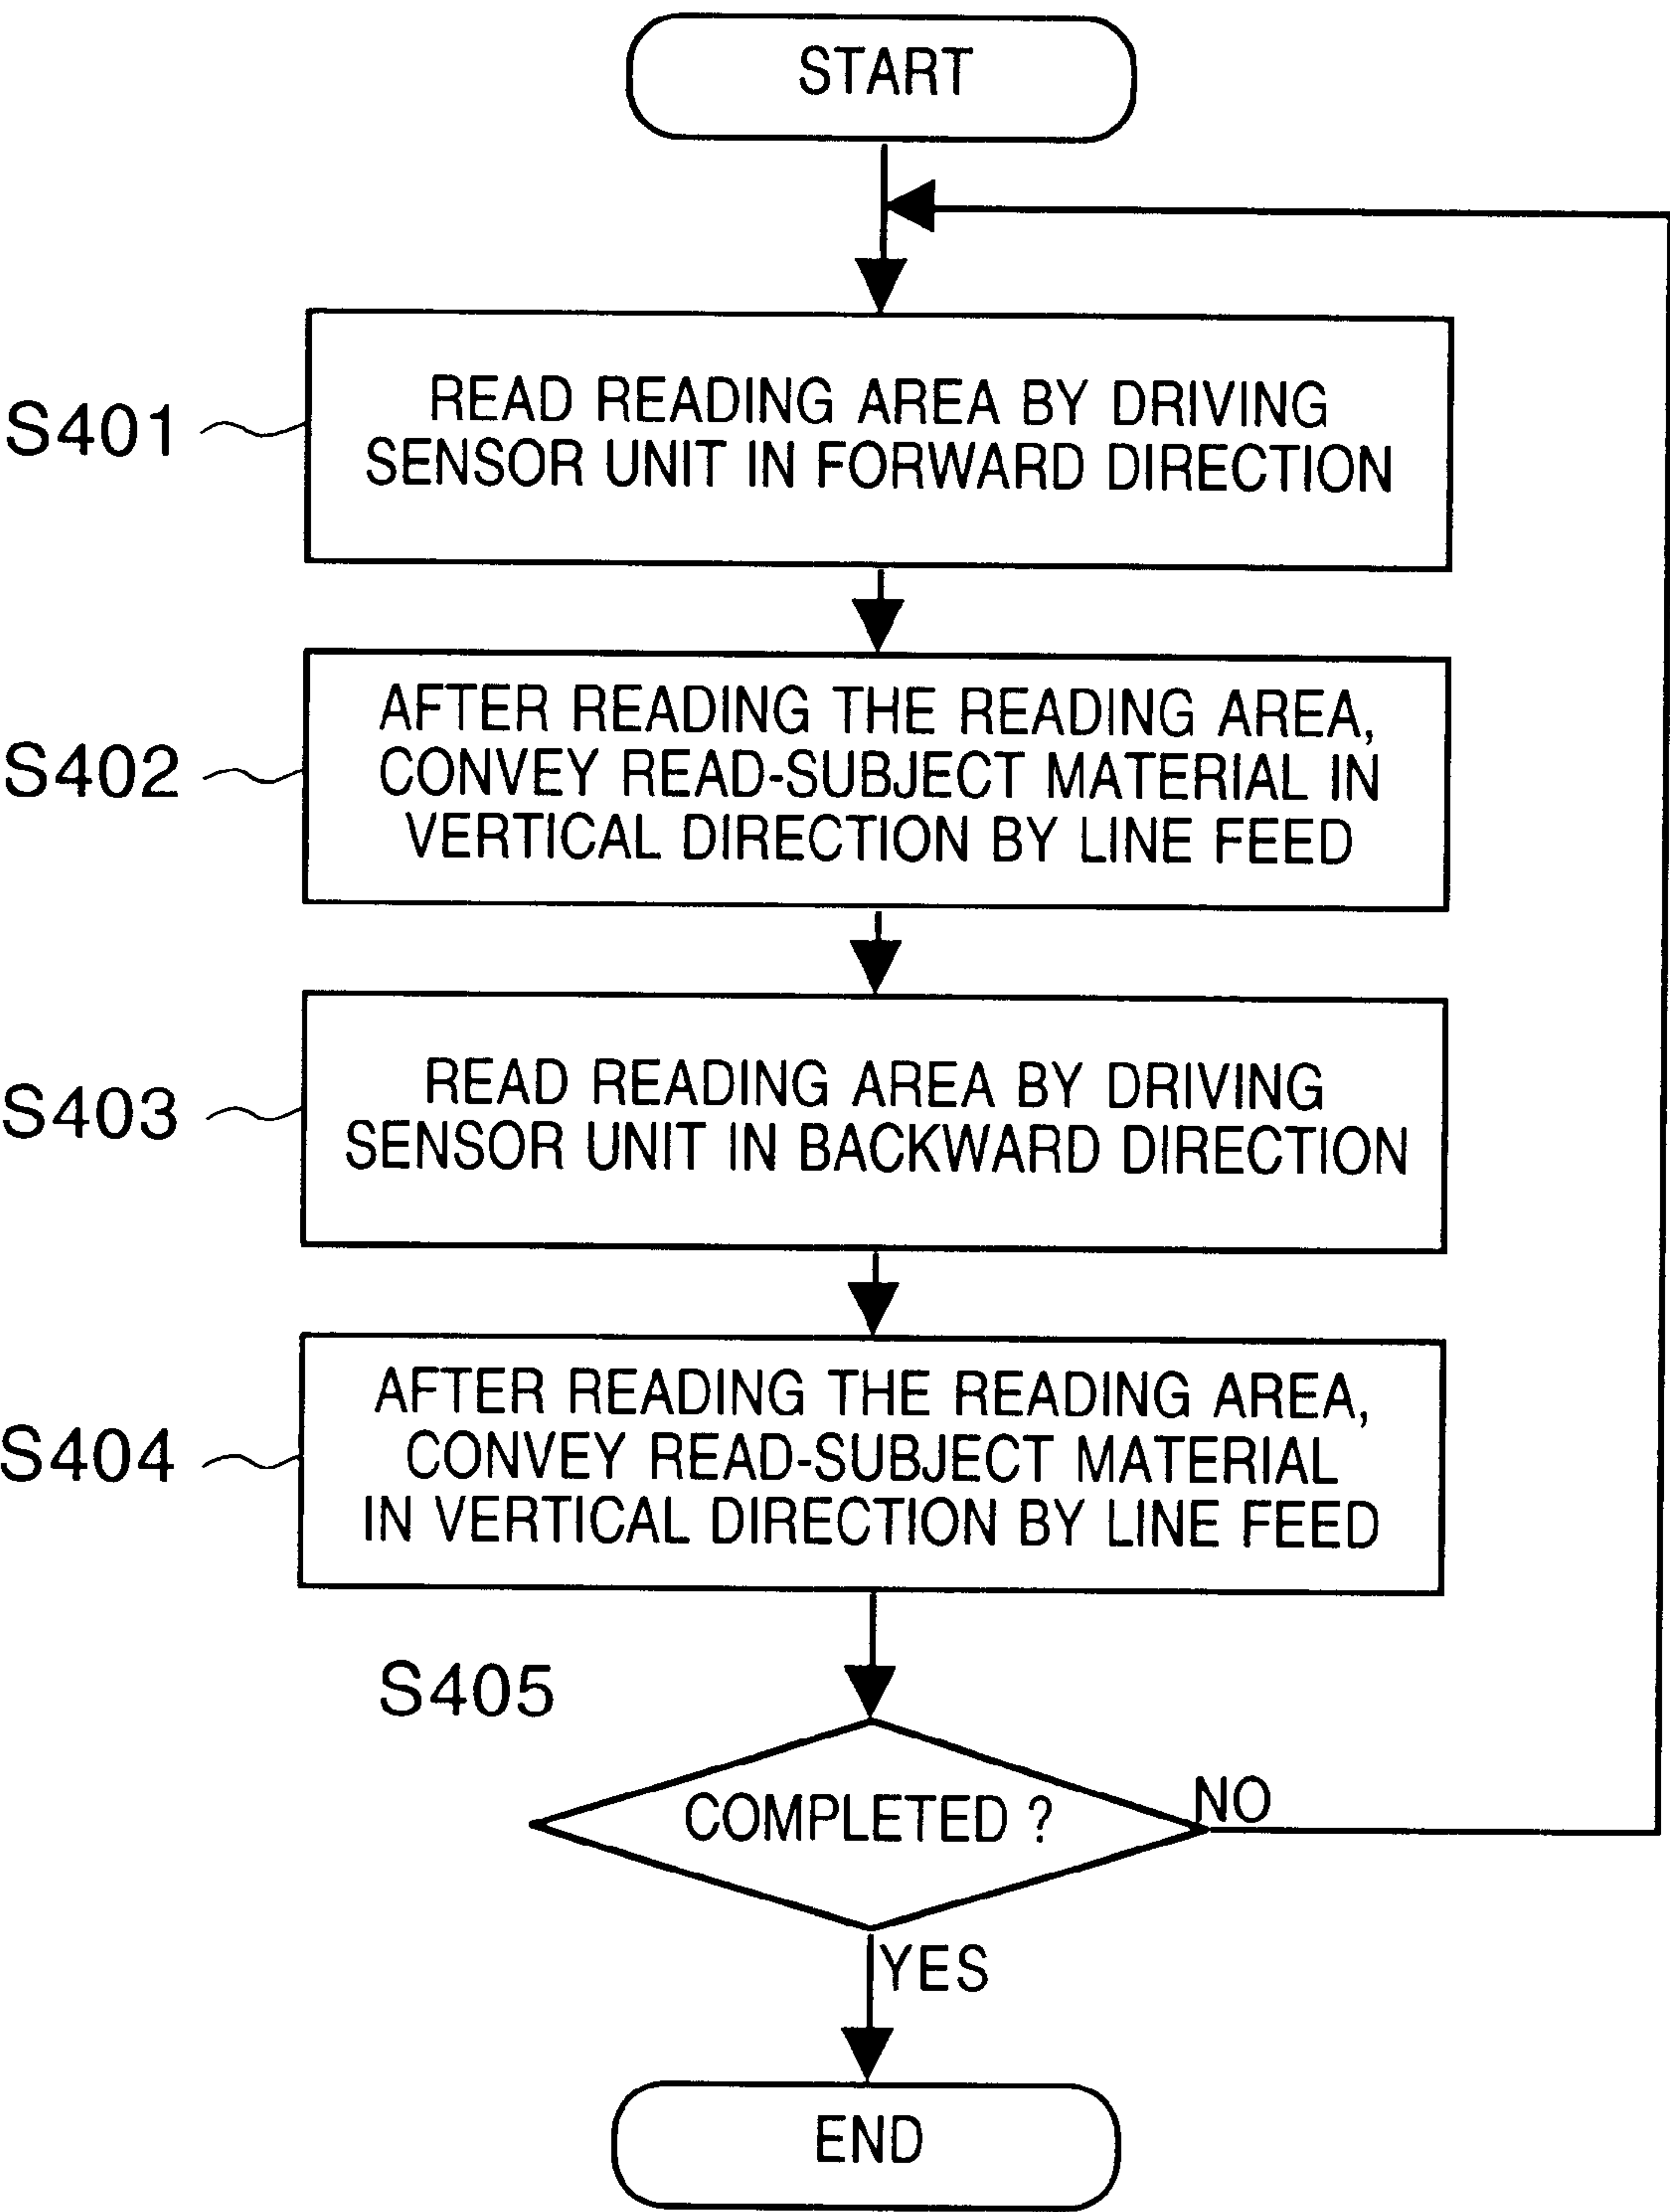 START
S401
READ READING AREA BY DRIVING
SENSOR UNIT IN FORWARD DIRECTION
S402
AFTER READING THE READING AREA,
CONVEY READ-SUBJECT MATERIAL IN
VERTICAL DIRECTION BY LINE FEED
S403
READ READING AREA BY DRIVING
SENSOR UNIT IN BACKWARD DIRECTION
S404
AFTER READING THE READING AREA,
CONVEY READ-SUBJECT MATERIAL
IN VERTICAL DIRECTION BY LINE FEED
S405
COMPLETED ?
NO
YES
END